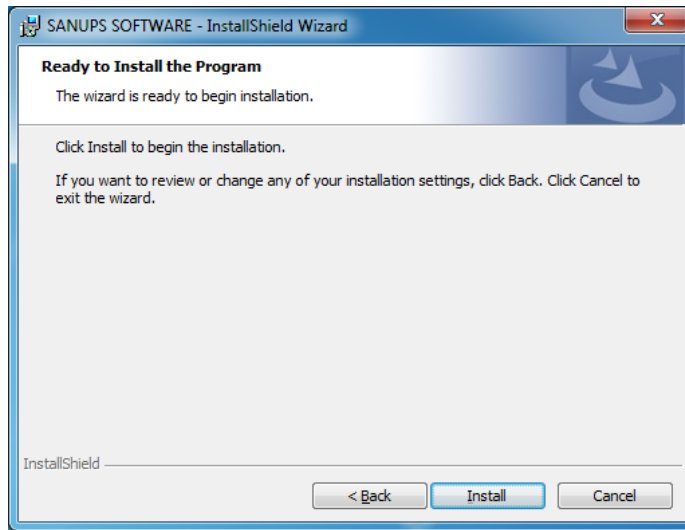 SANUPS SOFTWARE - InstallShield Wizard
Ready to Install the Program
The wizard is ready to begin installation.
Click Install to begin the installation.
If you want to review or change any of your installation settings, click Back. Click Cancel to
exit the wizard.
InstallShield
< Back Install Cancel